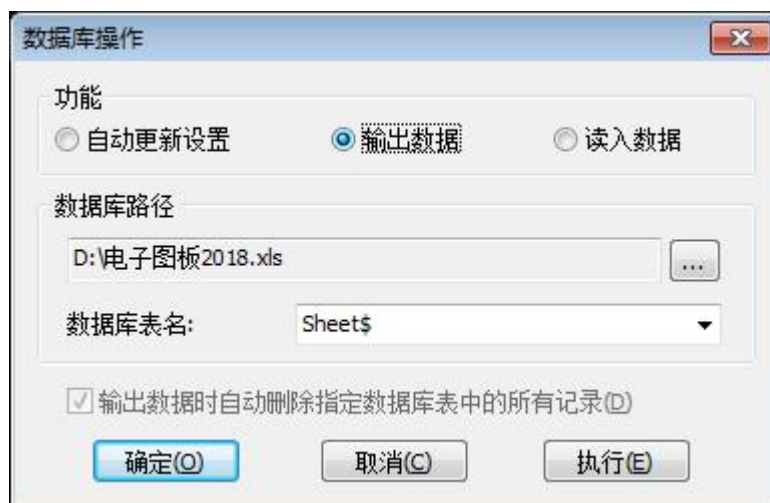 数据库操作
功能
自动更新设置 输出数据 读入数据
数据库路径
D:\电子图板2018.xls ...
数据库表名: Sheet$
输出数据时自动删除指定数据库表中的所有记录(D)
确定(O) 取消(C) 执行(E)